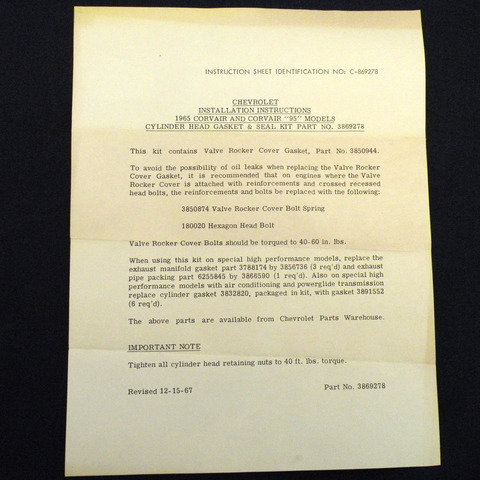 INSTRUCTION SHEET IDENTIFICATION NO: C-869278
CHEVROLET
INSTALLATION INSTRUCTIONS
1965 CORVAIR AND CORVAIR "95" MODELS
CYLINDER HEAD GASKET & SEAL KIT PART NO. 3869278
This kit contains Valve Rocker Cover Gasket, Part No. 3850944.
To avoid the possibility of oil leaks when replacing the Valve Rocker
Cover Gasket, it is recommended that on engines where the Valve
Rocker Cover is attached with reinforcements and crossed recessed
head bolts, the reinforcements and bolts be replaced with the following:
3850874 Valve Rocker Cover Bolt Spring
180020 Hexagon Head Bolt
Valve Rocker Cover Bolts should be torqued to 40-60 in. lbs.
When using this kit on special high performance models, replace the
exhaust manifold gasket part 3788174 by 3856736 (3 req'd) and exhaust
pipe packing part 6255845 by 3866590 (1 req'd). Also on special high
performance models with air conditioning and powerglide transmission
replace cylinder gasket 3832820, packaged in kit, with gasket 3891552
(6 req'd).
The above parts are available from Chevrolet Parts Warehouse.
IMPORTANT NOTE
Tighten all cylinder head retaining nuts to 40 ft. lbs. torque.
Revised 12-15-67 Part No. 3869278